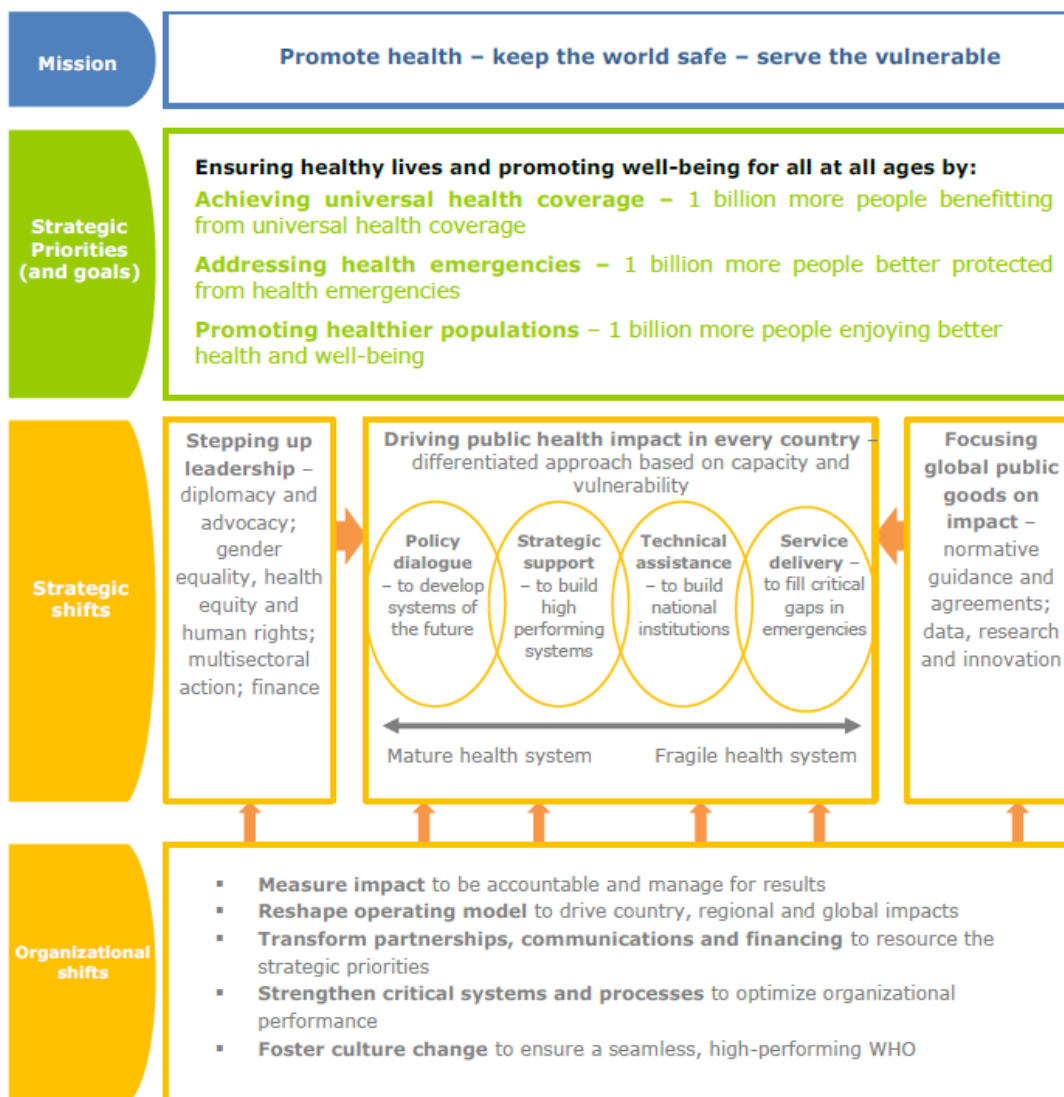 Mission
Promote health – keep the world safe – serve the vulnerable
Strategic
Priorities
(and goals)
Ensuring healthy lives and promoting well-being for all at all ages by:
Achieving universal health coverage – 1 billion more people benefitting
from universal health coverage
Addressing health emergencies – 1 billion more people better protected
from health emergencies
Promoting healthier populations – 1 billion more people enjoying better
health and well-being
Strategic
shifts
Stepping up
leadership –
diplomacy and
advocacy;
gender
equality, health
equity and
human rights;
multisectoral
action; finance
Driving public health impact in every country –
differentiated approach based on capacity and
vulnerability
Policy
dialogue
– to develop
systems of
the future
Strategic
support
– to build
high
performing
systems
Technical
assistance
– to build
national
institutions
Service
delivery –
to fill critical
gaps in
emergencies
Mature health system
Fragile health system
Focusing
global public
goods on
impact –
normative
guidance and
agreements;
data, research
and innovation
Organizational
shifts
▪ Measure impact to be accountable and manage for results
▪ Reshape operating model to drive country, regional and global impacts
▪ Transform partnerships, communications and financing to resource the
strategic priorities
▪ Strengthen critical systems and processes to optimize organizational
performance
▪ Foster culture change to ensure a seamless, high-performing WHO